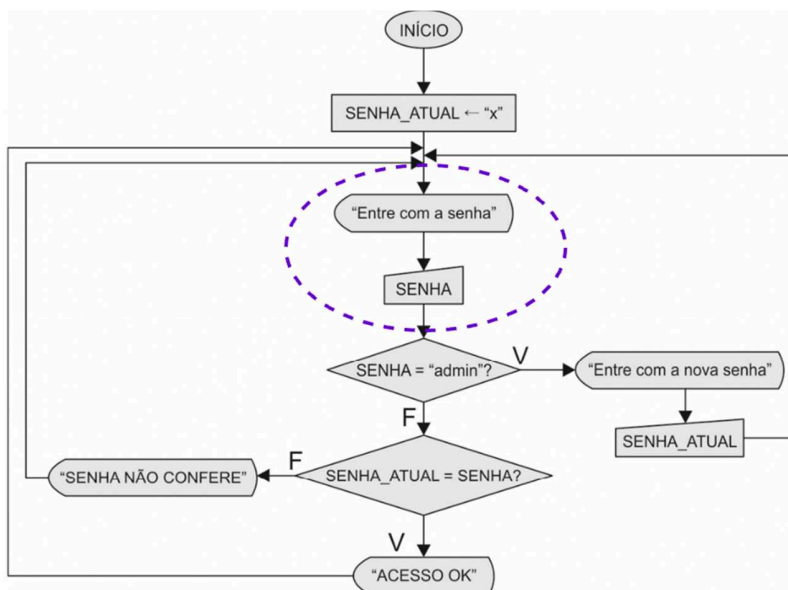 INÍCIO
SENHA_ATUAL ← “x”
“Entre com a senha”
SENHA
SENHA = “admin”?
V
“Entre com a nova senha”
F
SENHA_ATUAL
“SENHA NÃO CONFERE”
F
SENHA_ATUAL = SENHA?
V
“ACESSO OK”